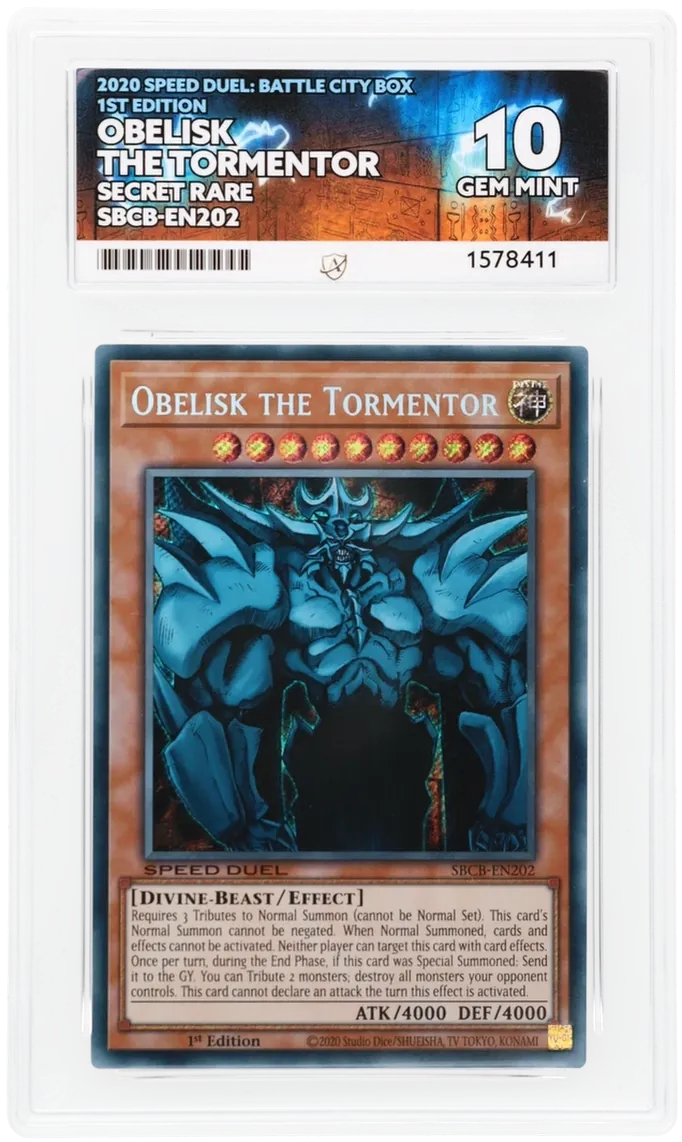 2020 SPEED DUEL: BATTLE CITY BOX
1ST EDITION
OBELISK
THE TORMENTOR
SECRET RARE
SBCB-EN202
10
GEM MINT
1578411
OBELISK THE TORMENTOR
神
SPEED DUEL
SBCB-EN202
[DIVINE-BEAST/EFFECT]
Requires 3 Tributes to Normal Summon (cannot be Normal Set). This card's
Normal Summon cannot be negated. When Normal Summoned, cards and
effects cannot be activated. Neither player can target this card with card effects.
Once per turn, during the End Phase, if this card was Special Summoned: Send
it to the GY. You can Tribute 2 monsters; destroy all monsters your opponent
controls. This card cannot declare an attack the turn this effect is activated.
ATK/4000 DEF/4000
1st Edition
©2020 Studio Dice/SHUEISHA, TV TOKYO, KONAMI